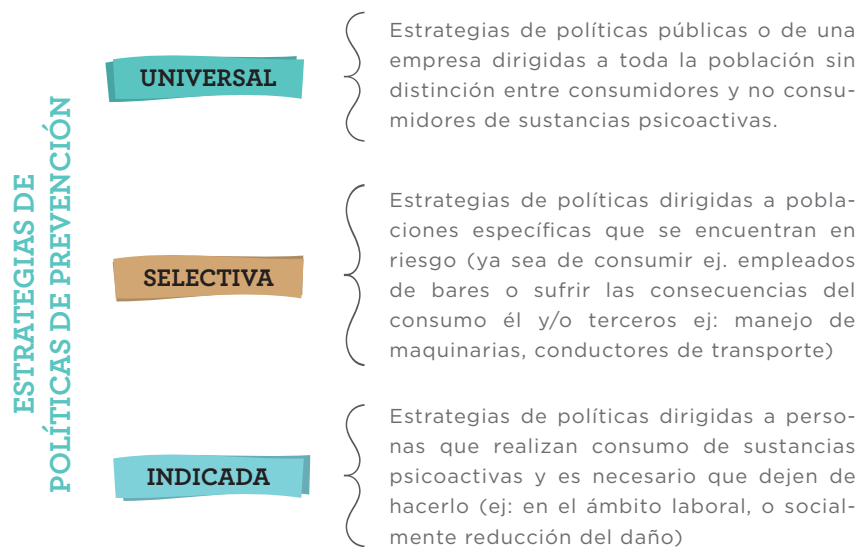 ESTRATEGIAS DE
POLÍTICAS DE PREVENCIÓN
UNIVERSAL
Estrategias de políticas públicas o de una
empresa dirigidas a toda la población sin
distinción entre consumidores y no consu-
midores de sustancias psicoactivas.
SELECTIVA
Estrategias de políticas dirigidas a pobla-
ciones específicas que se encuentran en
riesgo (ya sea de consumir ej. empleados
de bares o sufrir las consecuencias del
consumo él y/o terceros ej: manejo de
maquinarias, conductores de transporte)
INDICADA
Estrategias de políticas dirigidas a perso-
nas que realizan consumo de sustancias
psicoactivas y es necesario que dejen de
hacerlo (ej: en el ámbito laboral, o social-
mente reducción del daño)